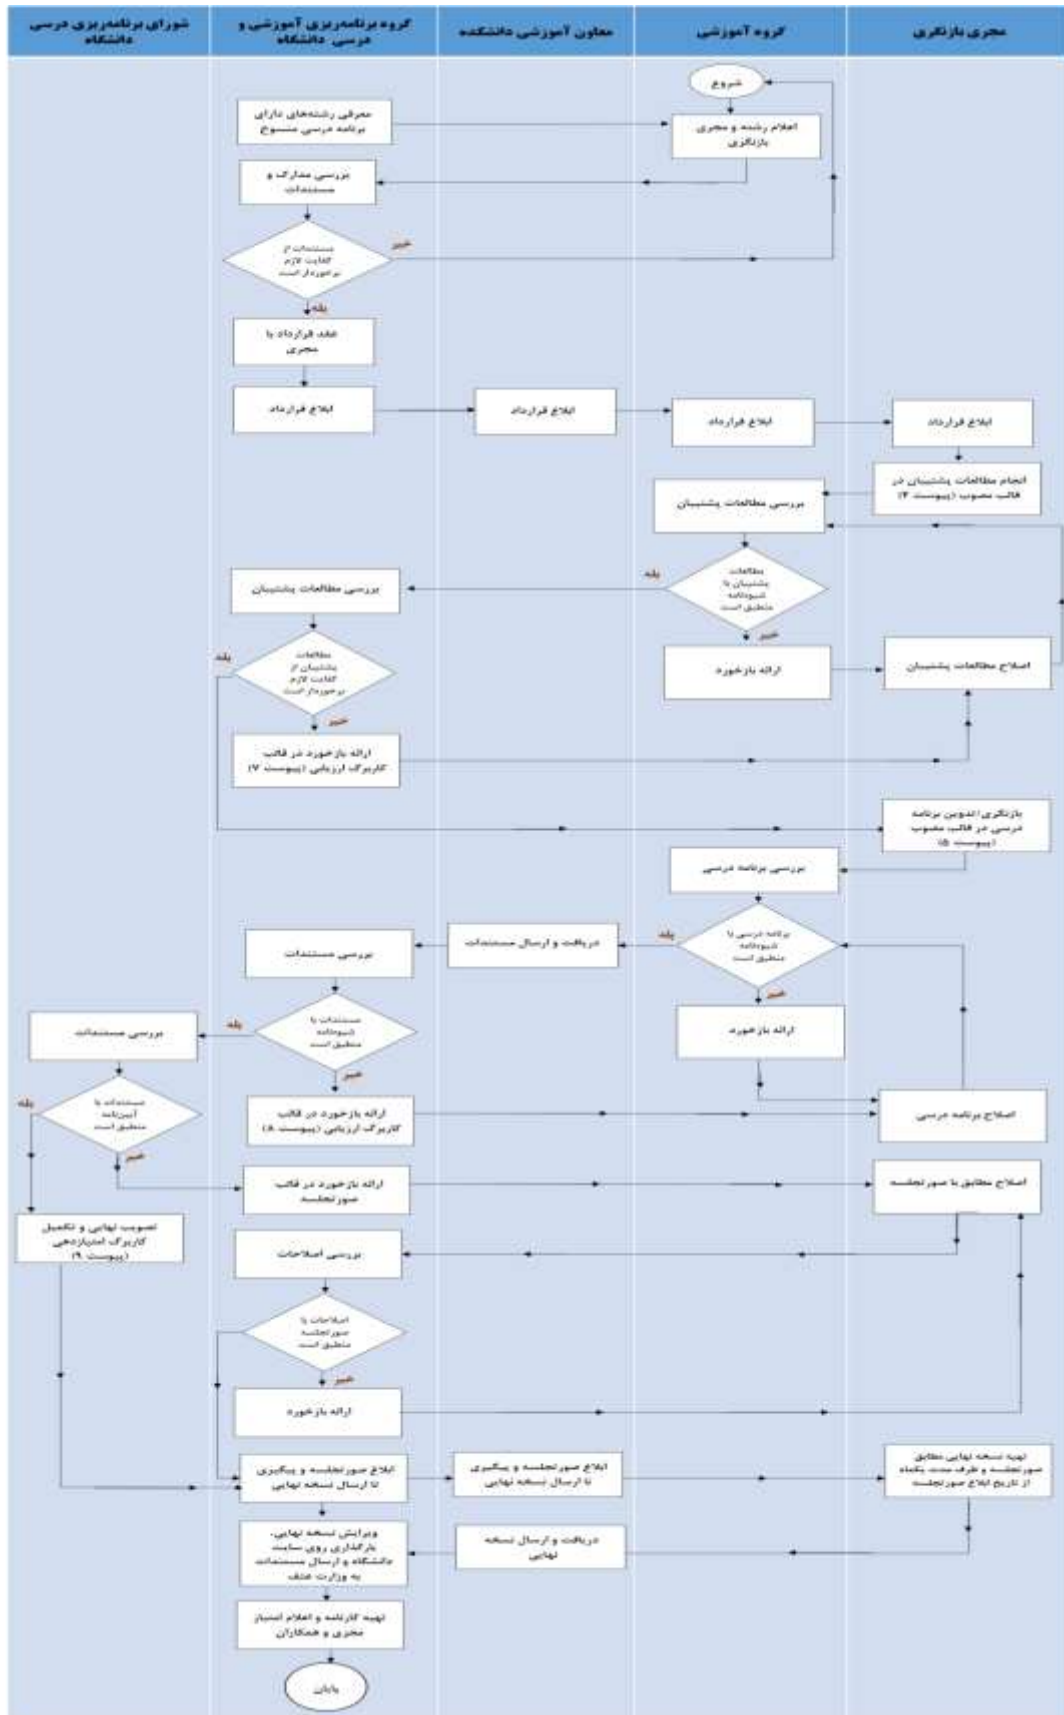 مجری بازنگری
گروه آموزشی
معاون آموزشی دانشکده
گروه برنامه‌ریزی آموزشی و
درسی دانشگاه
شورای برنامه‌ریزی درسی
دانشگاه
شروع
معرفی رشته‌های دارای
برنامه درسی منسوخ
اعلام رشته و مجری
بازنگری
بررسی مدارک و
مستندات
مستندات از
کفایت لازم
برخوردار است
خیر
بله
عقد قرارداد با
مجری
ابلاغ قرارداد
ابلاغ قرارداد
ابلاغ قرارداد
ابلاغ قرارداد
انجام مطالعات پشتیبان در
قالب مصوب (پیوست ۴)
بررسی مطالعات پشتیبان
مطالعات
پشتیبان با
شیوه‌نامه
منطبق است
بله
خیر
بررسی مطالعات پشتیبان
ارائه بازخورد
اصلاح مطالعات پشتیبان
مطالعات
پشتیبان از
کفایت لازم
برخوردار است
بله
خیر
ارائه بازخورد در قالب
کاربرگ ارزیابی (پیوست ۷)
بازنگری/تدوین برنامه
درسی در قالب مصوب
(پیوست ۵)
بررسی برنامه درسی
برنامه درسی با
شیوه‌نامه
منطبق است
بله
خیر
دریافت و ارسال مستندات
بررسی مستندات
مستندات با
شیوه‌نامه
منطبق است
بله
خیر
بررسی مستندات
ارائه بازخورد
مستندات با
آیین‌نامه
منطبق است
بله
خیر
ارائه بازخورد در قالب
کاربرگ ارزیابی (پیوست ۸)
اصلاح برنامه درسی
ارائه بازخورد در قالب
صورتجلسه
اصلاح مطابق با صورتجلسه
تصویب نهایی و تکمیل
کاربرگ امتیازدهی
(پیوست ۹)
بررسی اصلاحات
اصلاحات با
صورتجلسه
منطبق است
خیر
ارائه بازخورد
ابلاغ صورتجلسه و پیگیری
تا ارسال نسخه نهایی
ابلاغ صورتجلسه و پیگیری
تا ارسال نسخه نهایی
تهیه نسخه نهایی مطابق
صورتجلسه و ظرف مدت یکماه
از تاریخ ابلاغ صورتجلسه
دریافت و ارسال نسخه
نهایی
ویرایش نسخه نهایی،
بارگذاری روی سایت
دانشگاه و ارسال مستندات
به وزارت عتف
تهیه کارنامه و اعلام امتیاز
مجری و همکاران
پایان